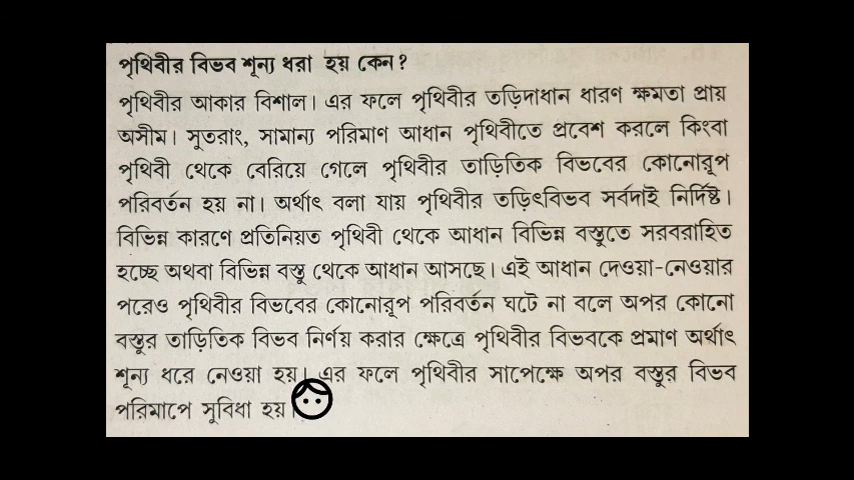 পৃথিবীর বিভব শূন্য ধরা হয় কেন?
পৃথিবীর আকার বিশাল। এর ফলে পৃথিবীর তড়িদাধান ধারণ ক্ষমতা প্রায়
অসীম। সুতরাং, সামান্য পরিমাণ আধান পৃথিবীতে প্রবেশ করলে কিংবা
পৃথিবী থেকে বেরিয়ে গেলে পৃথিবীর তাড়িতিক বিভবের কোনোরূপ
পরিবর্তন হয় না। অর্থাৎ বলা যায় পৃথিবীর তড়িৎবিভব সর্বদাই নির্দিষ্ট।
বিভিন্ন কারণে প্রতিনিয়ত পৃথিবী থেকে আধান বিভিন্ন বস্তুতে সরবরাহিত
হচ্ছে অথবা বিভিন্ন বস্তু থেকে আধান আসছে। এই আধান দেওয়া-নেওয়ার
পরেও পৃথিবীর বিভবের কোনোরূপ পরিবর্তন ঘটে না বলে অপর কোনো
বস্তুর তাড়িতিক বিভব নির্ণয় করার ক্ষেত্রে পৃথিবীর বিভবকে প্রমাণ অর্থাৎ
শূন্য ধরে নেওয়া হয়। এর ফলে পৃথিবীর সাপেক্ষে অপর বস্তুর বিভব
পরিমাপে সুবিধা হয়।